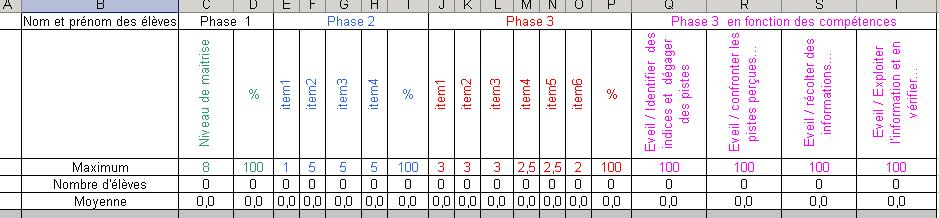 A B C D E F G H I J K L M N O P Q R S T
Nom et prénom des élèves Phase 1 Phase 2 Phase 3 Phase 3 en fonction des compétences
Niveau de maitrise
%
item1
item2
item3
item4
%
item1
item2
item3
item4
item5
item6
%
Eveil / Identifier des
indices et dégager
des pistes
Eveil / confronter les
pistes perçues...
Eveil / récolter des
informations...
Eveil / Exploiter
l'information et en
vérifier...
Maximum 8 100 1 5 5 5 100 3 3 3 2,5 2,5 2 100 100 100 100 100
Nombre d'élèves 0 0 0 0 0 0 0 0 0 0 0 0 0 0 0 0 0 0
Moyenne 0,0 0,0 0,0 0,0 0,0 0,0 0,0 0,0 0,0 0,0 0,0 0,0 0,0 0,0 0,0 0,0 0,0 0,0